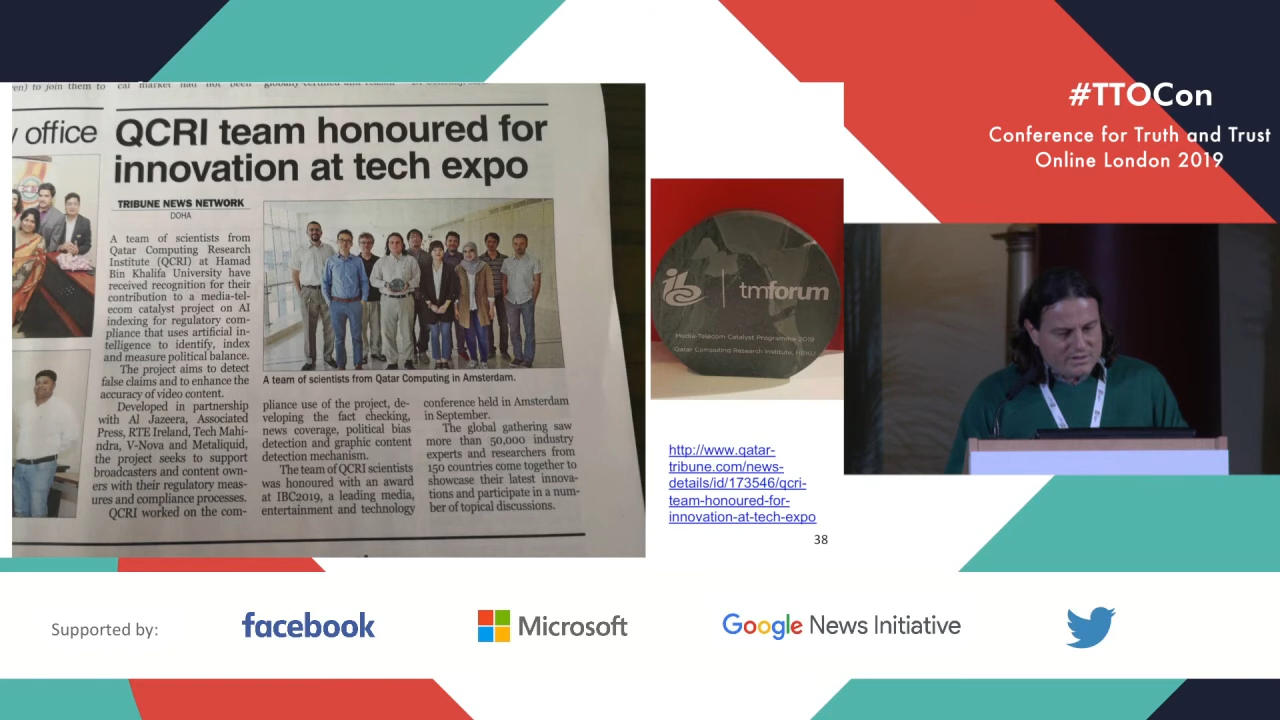 #TTOCon
Conference for Truth and Trust
Online London 2019
en) to join them to
cal market had not been
office
QCRI team honoured for
innovation at tech expo
TRIBUNE NEWS NETWORK
DOHA
A team of scientists from
Qatar Computing Research
Institute (QCRI) at Hamad
Bin Khalifa University have
received recognition for their
contribution to a media-tel-
ecom catalyst project on AI
indexing for regulatory com-
pliance that uses artificial in-
telligence to identify, index
and measure political balance.
The project aims to detect
false claims and to enhance the
accuracy of video content.
Developed in partnership
with Al Jazeera, Associated
Press, RTE Ireland, Tech Mahi-
ndra, V-Nova and Metaliquid,
the project seeks to support
broadcasters and content own-
ers with their regulatory meas-
ures and compliance processes.
QCRI worked on the com-
A team of scientists from Qatar Computing in Amsterdam.
pliance use of the project, de-
veloping the fact checking,
news coverage, political bias
detection and graphic content
detection mechanism.
The team of QCRI scientists
was honoured with an award
at IBC2019, a leading media,
entertainment and technology
conference held in Amsterdam
in September.
The global gathering saw
more than 50,000 industry
experts and researchers from
150 countries come together to
showcase their latest innova-
tions and participate in a num-
ber of topical discussions.
tmforum
Media-Telecom Catalyst Programme 2019
Qatar Computing Research Institute, HBKU
http://www.qatar-
tribune.com/news-
details/id/173546/qcri-
team-honoured-for-
innovation-at-tech-expo
38
Supported by:
facebook
Microsoft
Google News Initiative